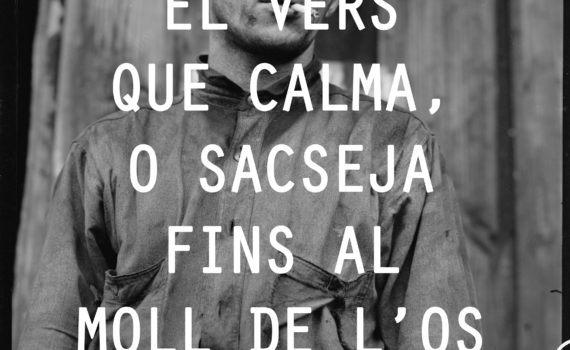 EL VERS
QUE CALMA,
O SACSEJA
FINS AL
MOLL DE L'OS